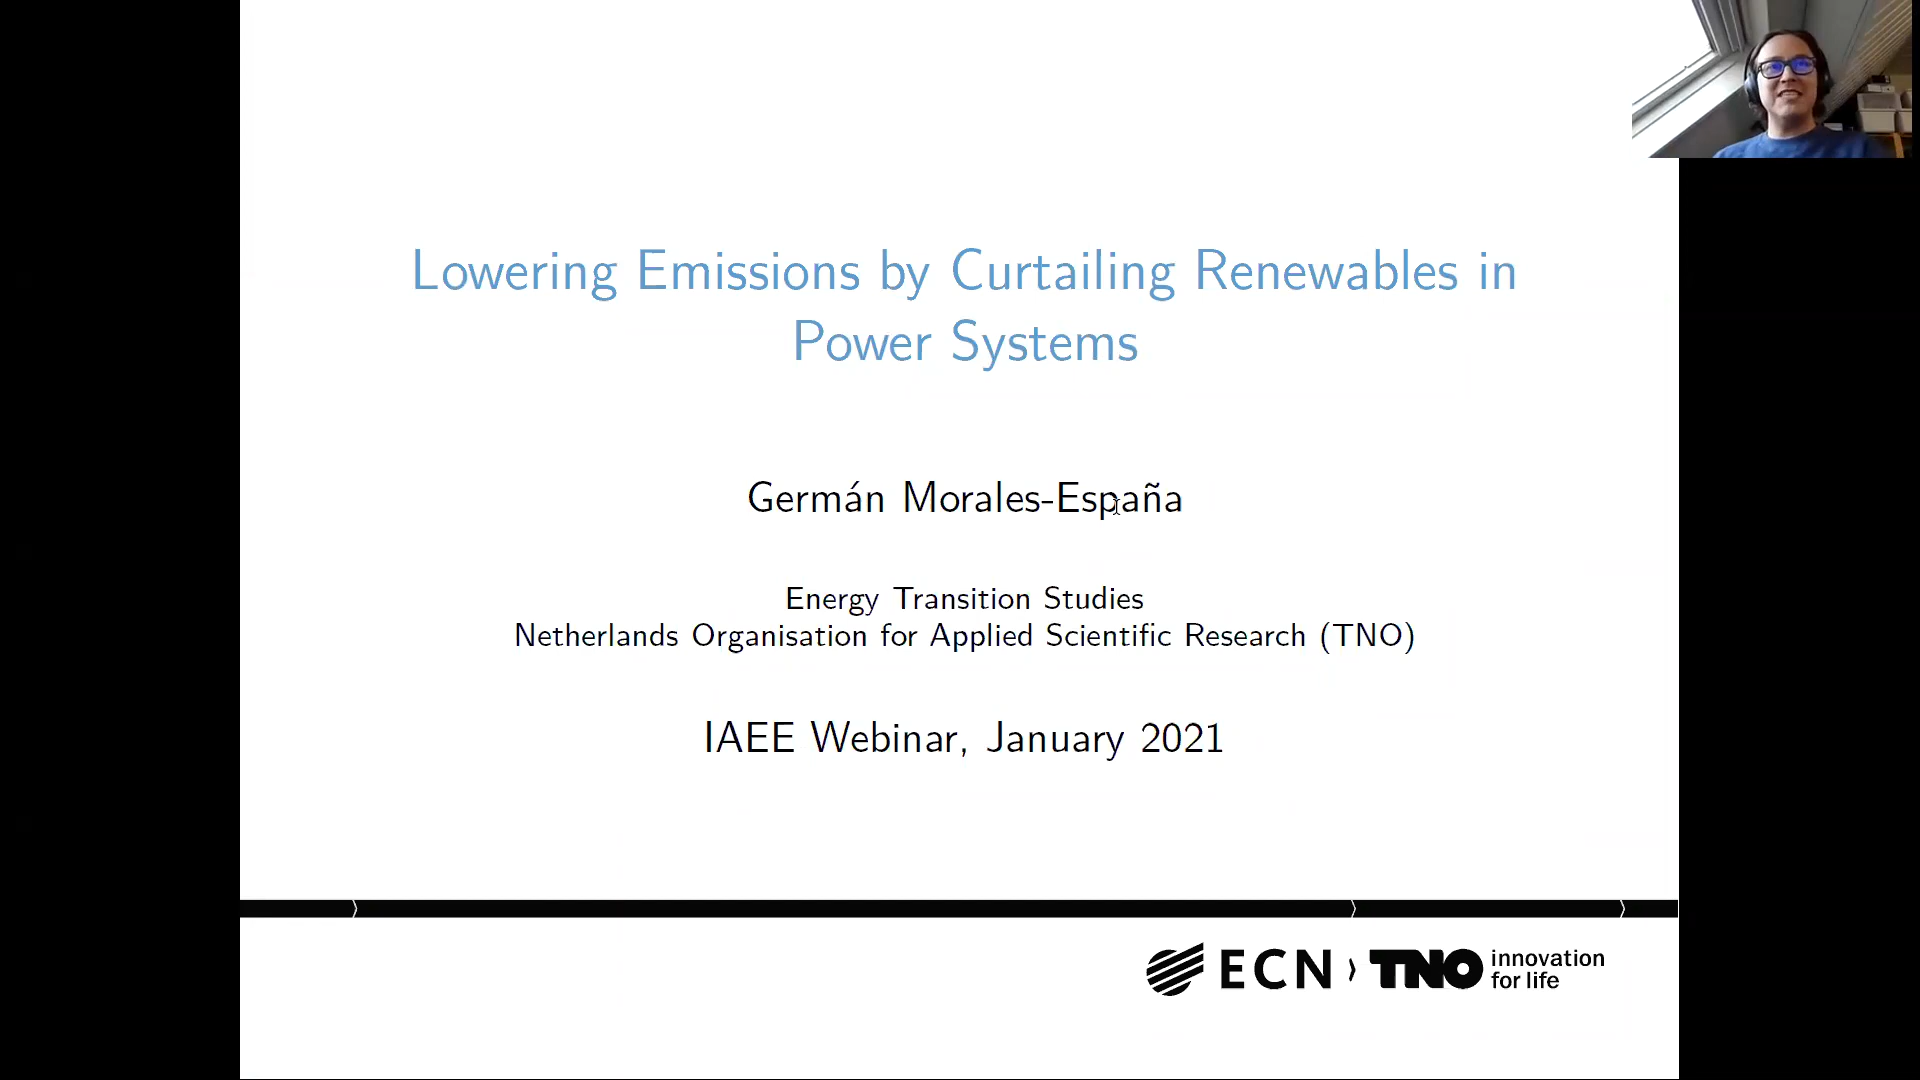 Lowering Emissions by Curtailing Renewables in
Power Systems
Germán Morales-España
Energy Transition Studies
Netherlands Organisation for Applied Scientific Research (TNO)
IAEE Webinar, January 2021
ECN TNO innovation
for life